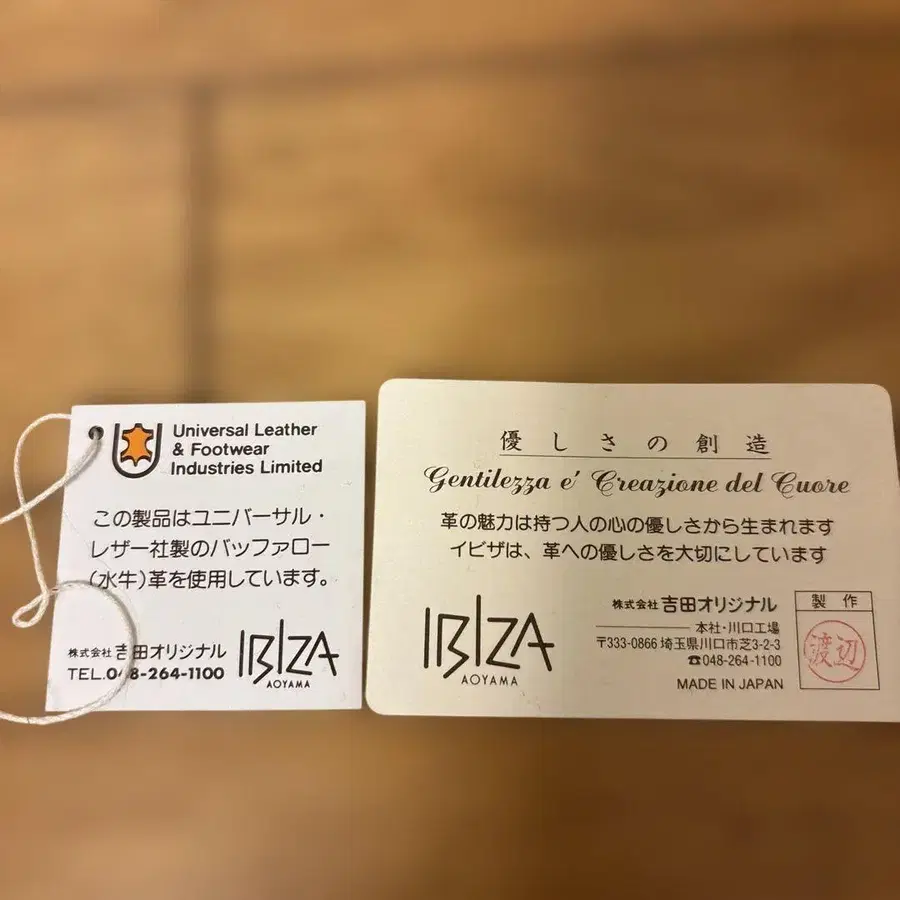 Universal Leather
& Footwear
Industries Limited
この製品はユニバーサル・
レザー社製のバッファロー
(水牛)革を使用しています。
株式会社 吉田オリジナル
TEL.048-264-1100
IBIZA
AOYAMA
優しさの創造
Gentilezza e' Creazione del Cuore
革の魅力は持つ人の心の優しさから生まれます
イビザは、革への優しさを大切にしています
IBIZA
AOYAMA
株式会社 吉田オリジナル
本社・川口工場
〒333-0866 埼玉県川口市芝3-2-3
☎048-264-1100
MADE IN JAPAN
製作
渡辺